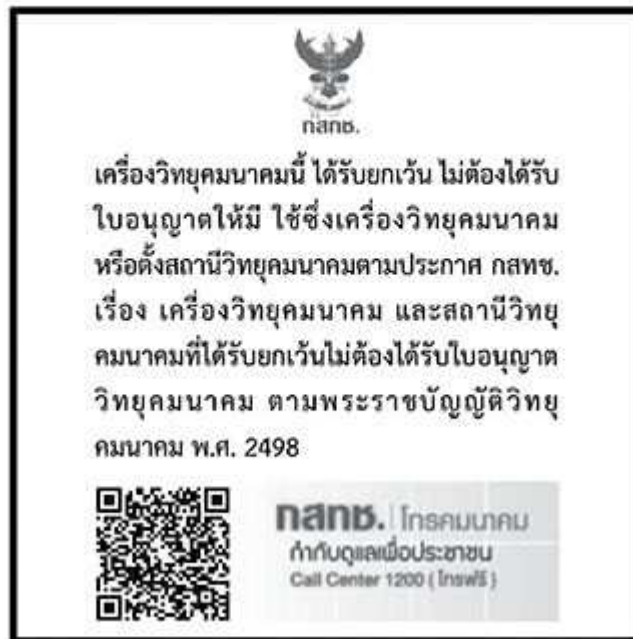 กสทช.
เครื่องวิทยุคมนาคมนี้ ได้รับยกเว้น ไม่ต้องได้รับ
ใบอนุญาตให้มี ใช้ซึ่งเครื่องวิทยุคมนาคม
หรือตั้งสถานีวิทยุคมนาคมตามประกาศ กสทช.
เรื่อง เครื่องวิทยุคมนาคม และสถานีวิทยุ
คมนาคมที่ได้รับยกเว้นไม่ต้องได้รับใบอนุญาต
วิทยุคมนาคม ตามพระราชบัญญัติวิทยุ
คมนาคม พ.ศ. 2498
กสทช. | โทรคมนาคม
กำกับดูแลเพื่อประชาชน
Call Center 1200 ( โทรฟรี )